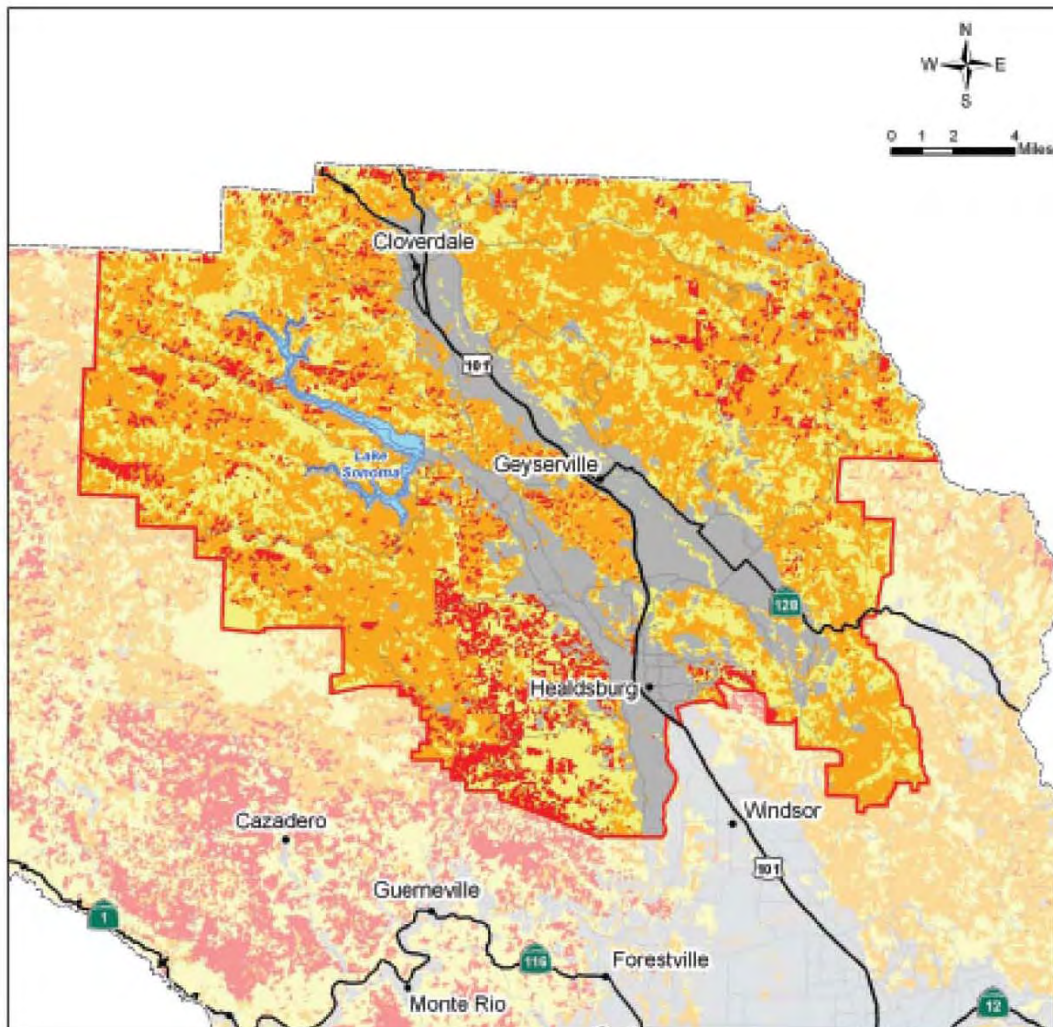 N
W E
S
0 1 2 4
Miles
Cloverdale
101
Geyserville
Lake
Sonoma
128
Healdsburg
Windsor
Cazadero
101
Guerneville
1
116
Forestville
Monte Rio
12